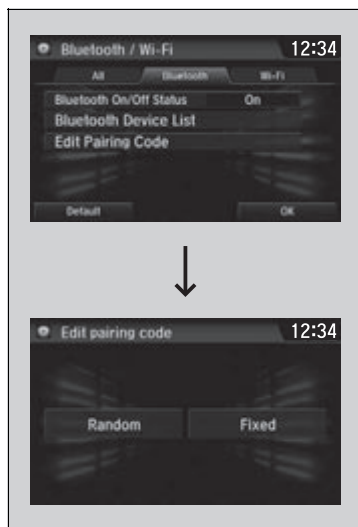 Bluetooth / Wi-Fi 12:34
All Bluetooth Wi-Fi
Bluetooth On/Off Status On
Bluetooth Device List
Edit Pairing Code
Default OK
Edit pairing code 12:34
Random Fixed